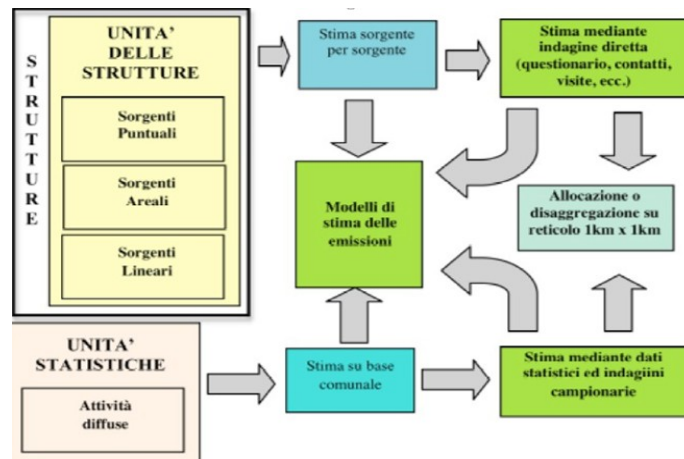 STRUTTURE
UNITA'
DELLE
STRUTTURE
Sorgenti
Puntuali
Sorgenti
Areali
Sorgenti
Lineari
Stima sorgente
per sorgente
Stima mediante
indagine diretta
(questionario, contatti,
visite, ecc.)
Modelli di
stima delle
emissioni
Allocazione o
disaggregazione su
reticolo 1km x 1km
UNITA'
STATISTICHE
Attività
diffuse
Stima su base
comunale
Stima mediante dati
statistici ed indagiini
campionarie